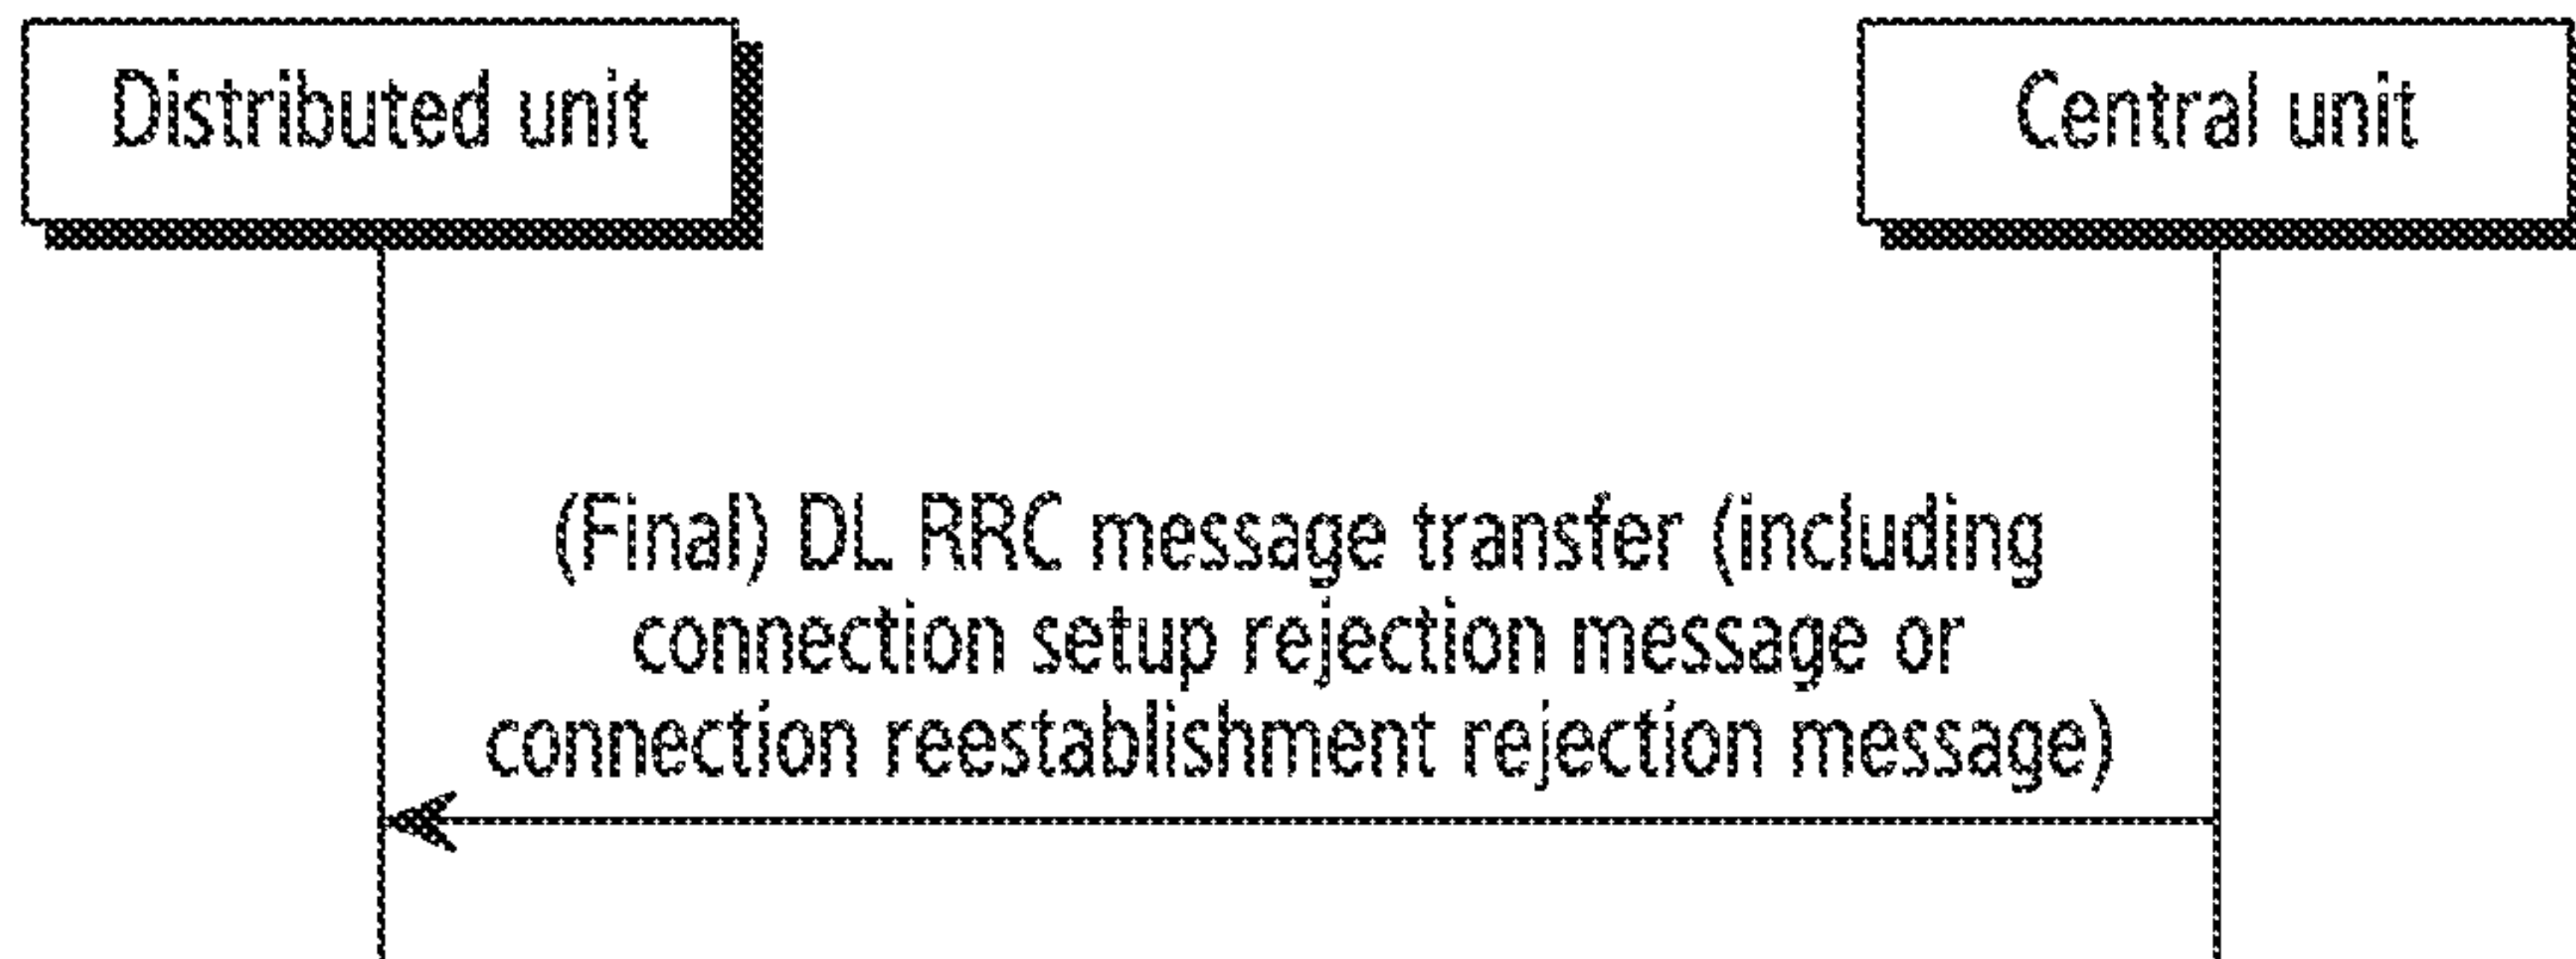 Distributed unit
Central unit
(Final) DL RRC message transfer (including
connection setup rejection message or
connection reestablishment rejection message)